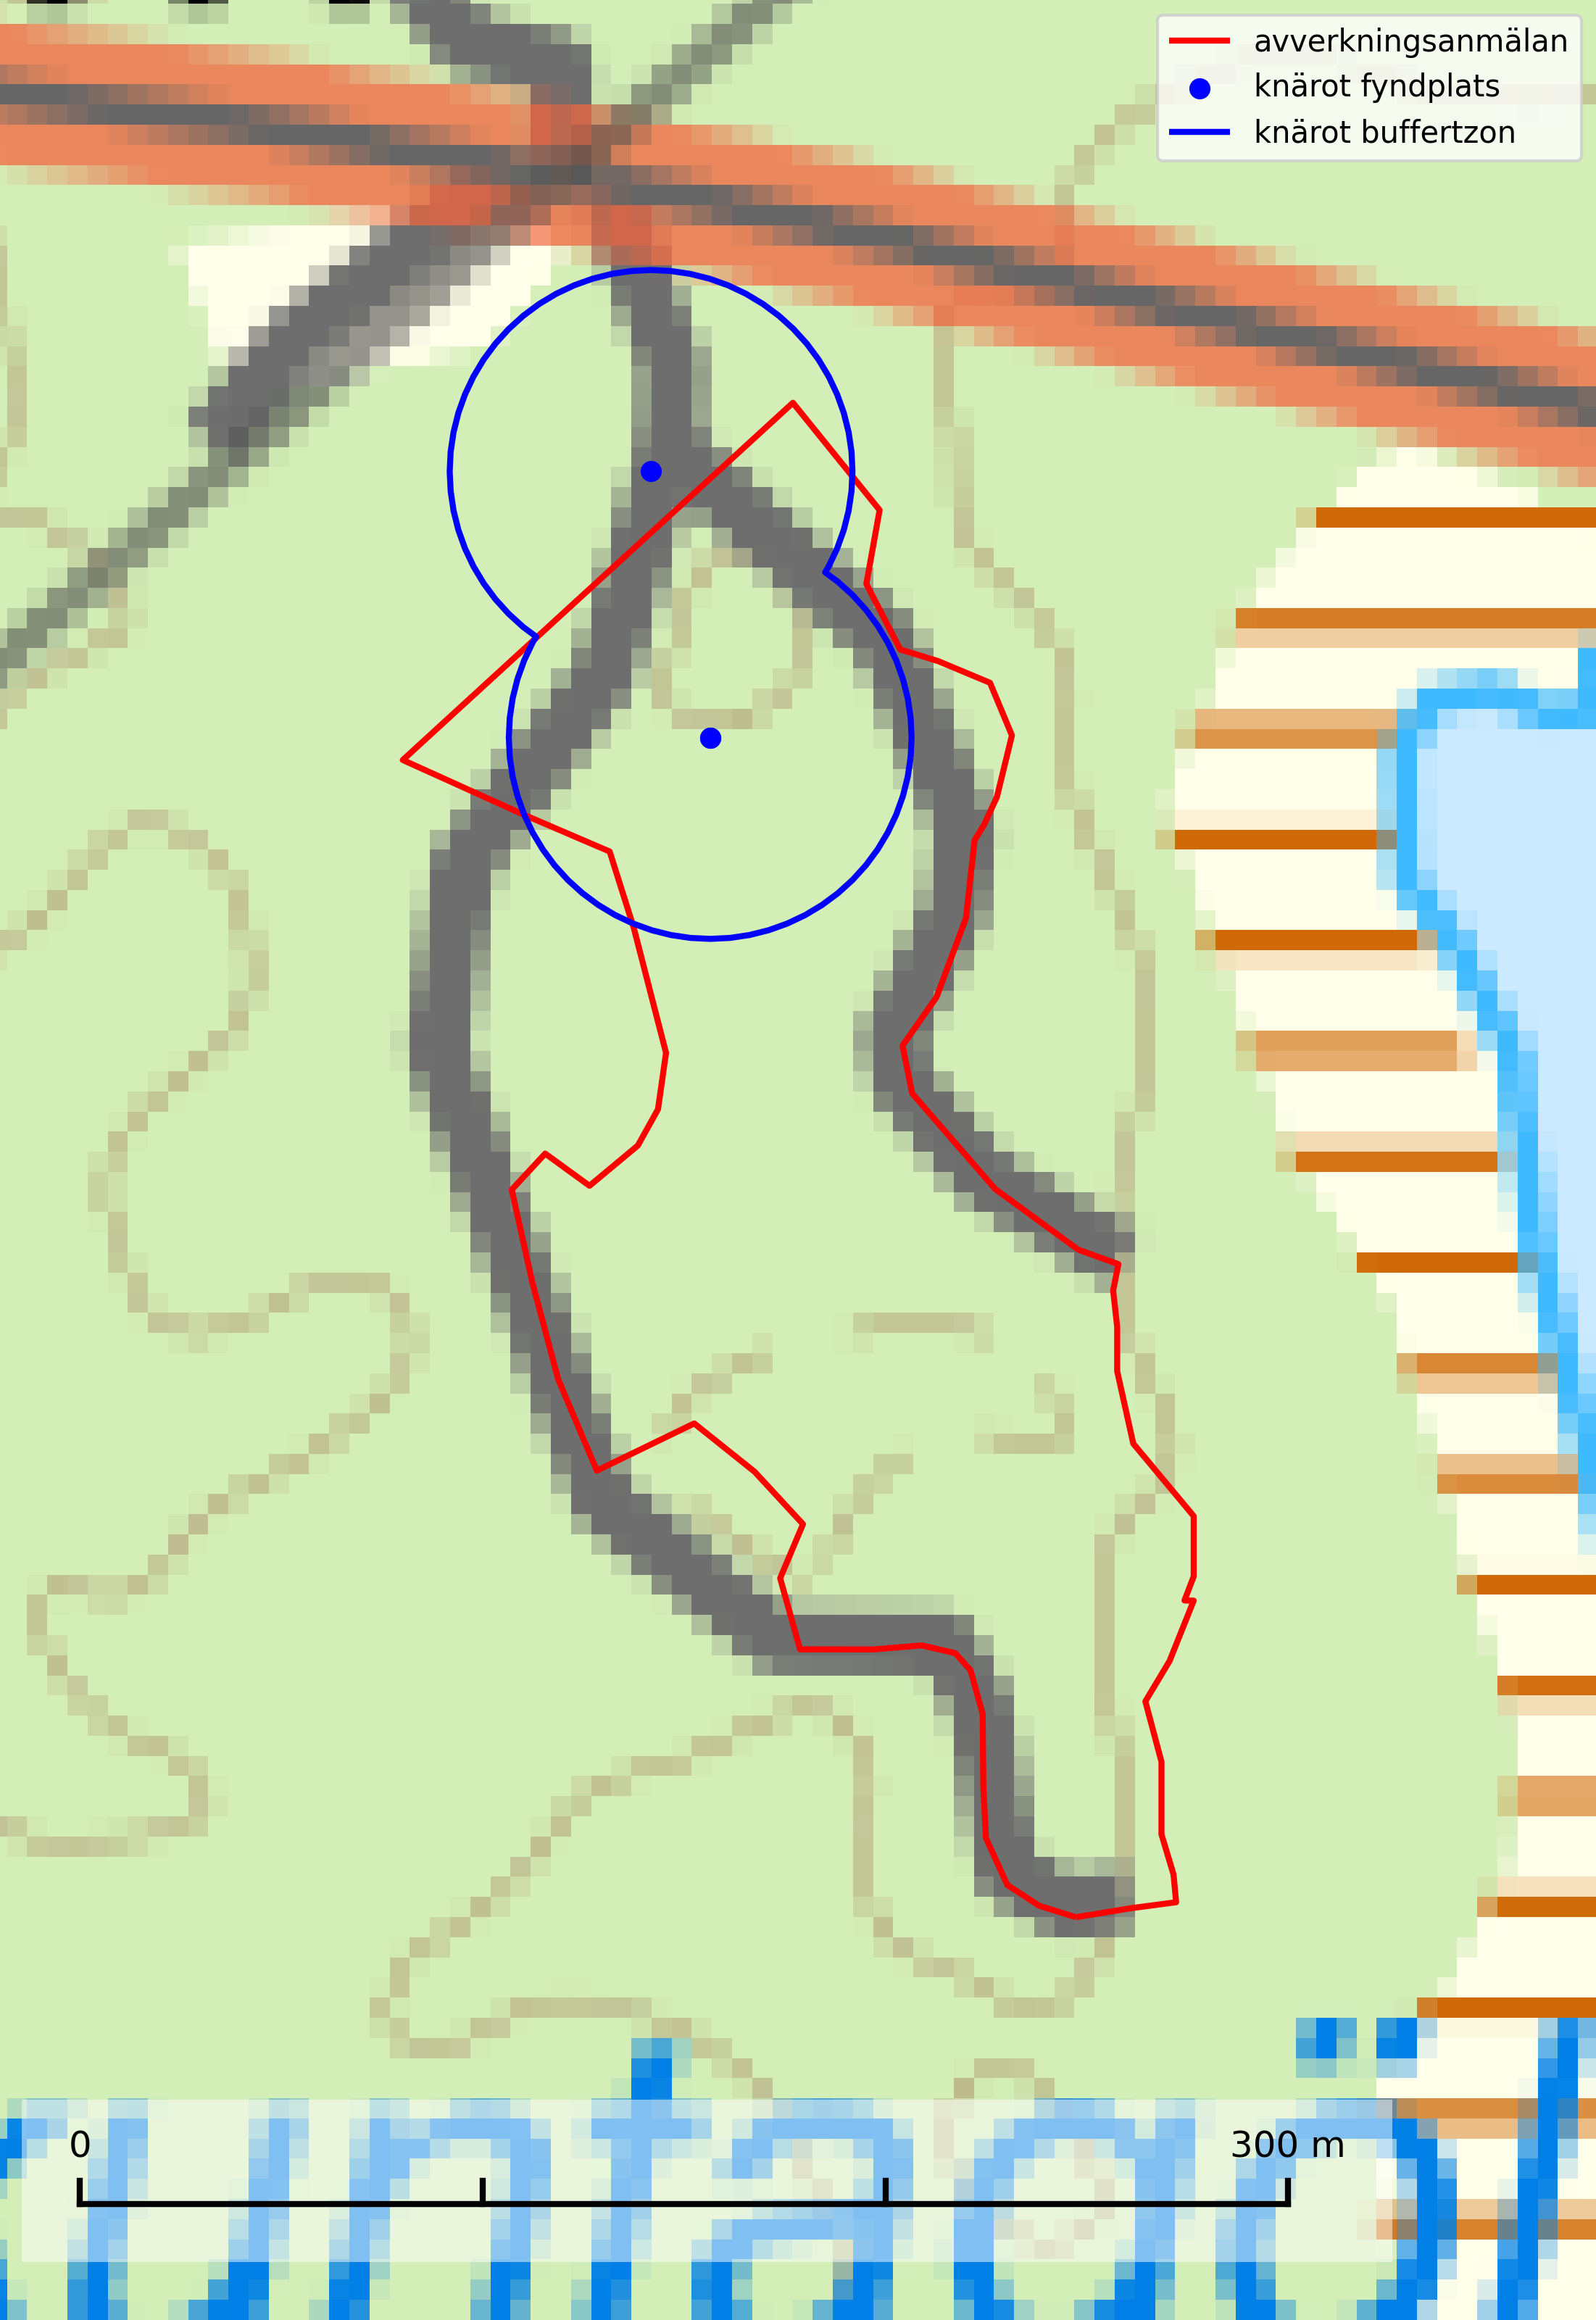 avverkningsanmälan
knärot fyndplats
knärot buffertzon
0 300 m